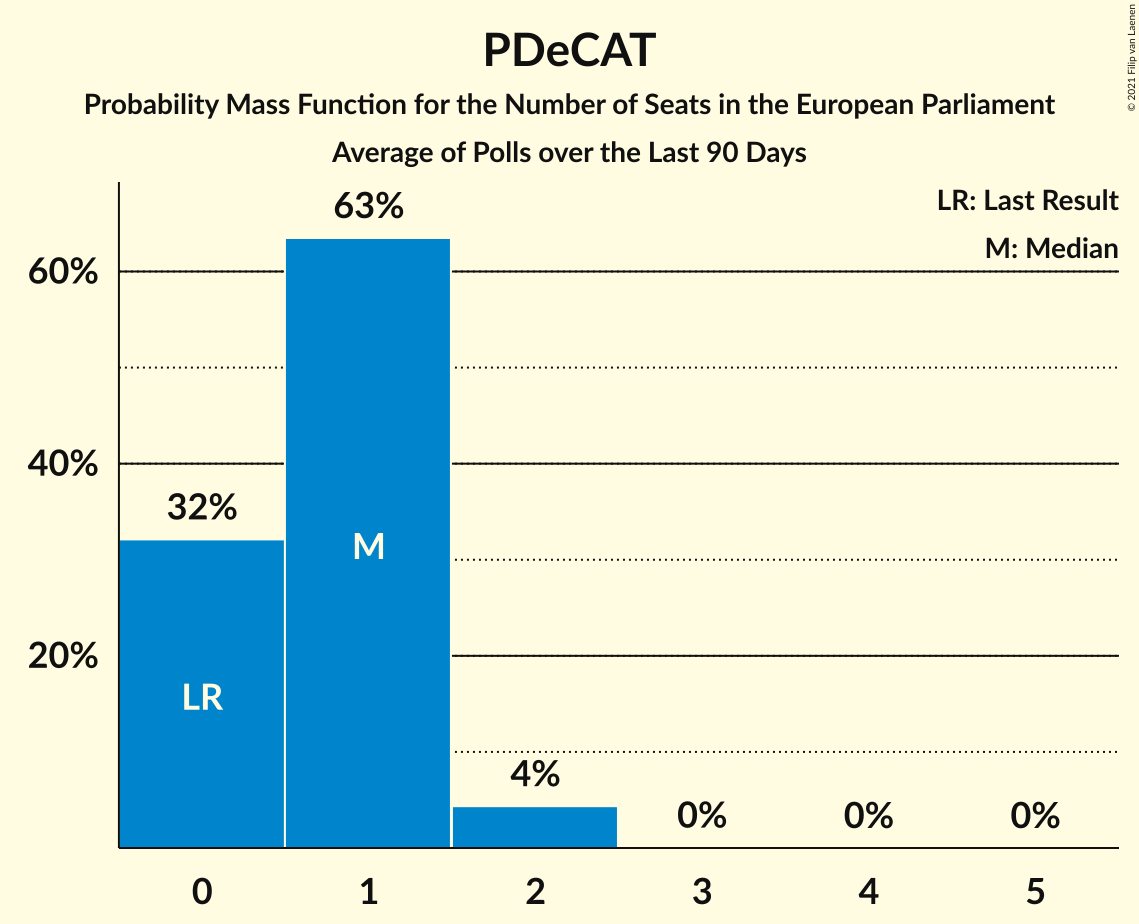 PDeCAT
Probability Mass Function for the Number of Seats in the European Parliament
Average of Polls over the Last 90 Days
© 2021 Filip van Laenen
LR: Last Result
M: Median
60%
40%
20%
32%
63%
4%
0%
0%
0%
LR
M
0
1
2
3
4
5